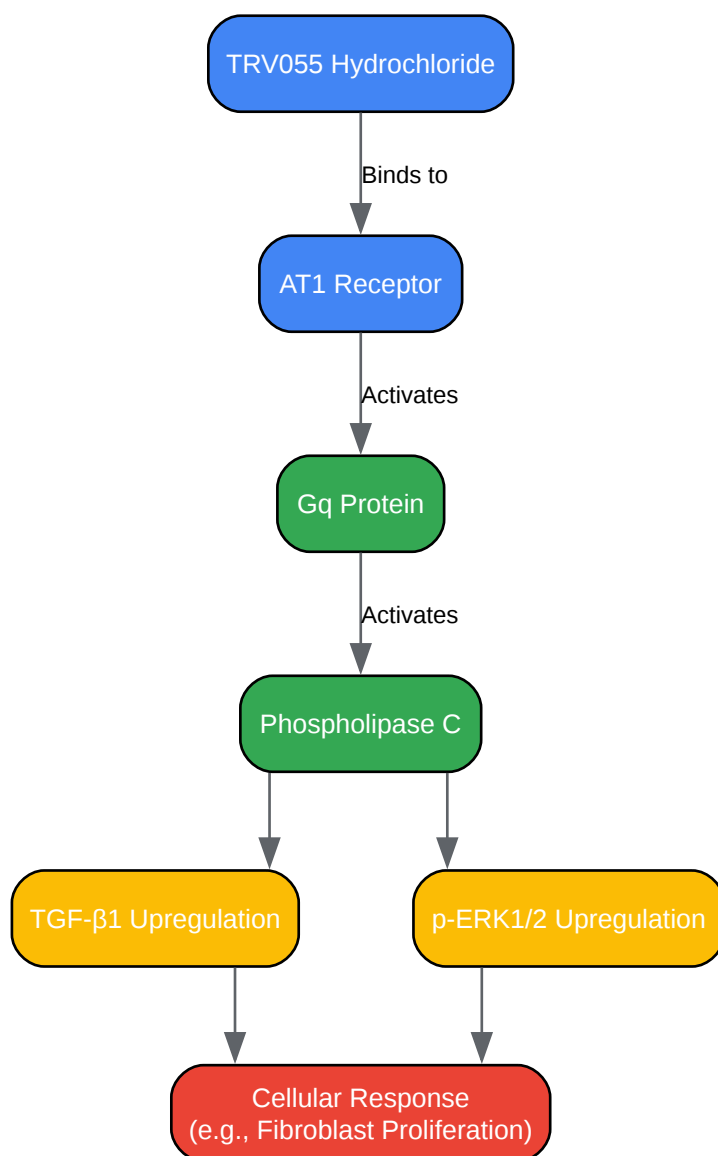 TRV055 Hydrochloride
Binds to
AT1 Receptor
Activates
Gq Protein
Activates
Phospholipase C
TGF-β1 Upregulation
p-ERK1/2 Upregulation
Cellular Response
(e.g., Fibroblast Proliferation)